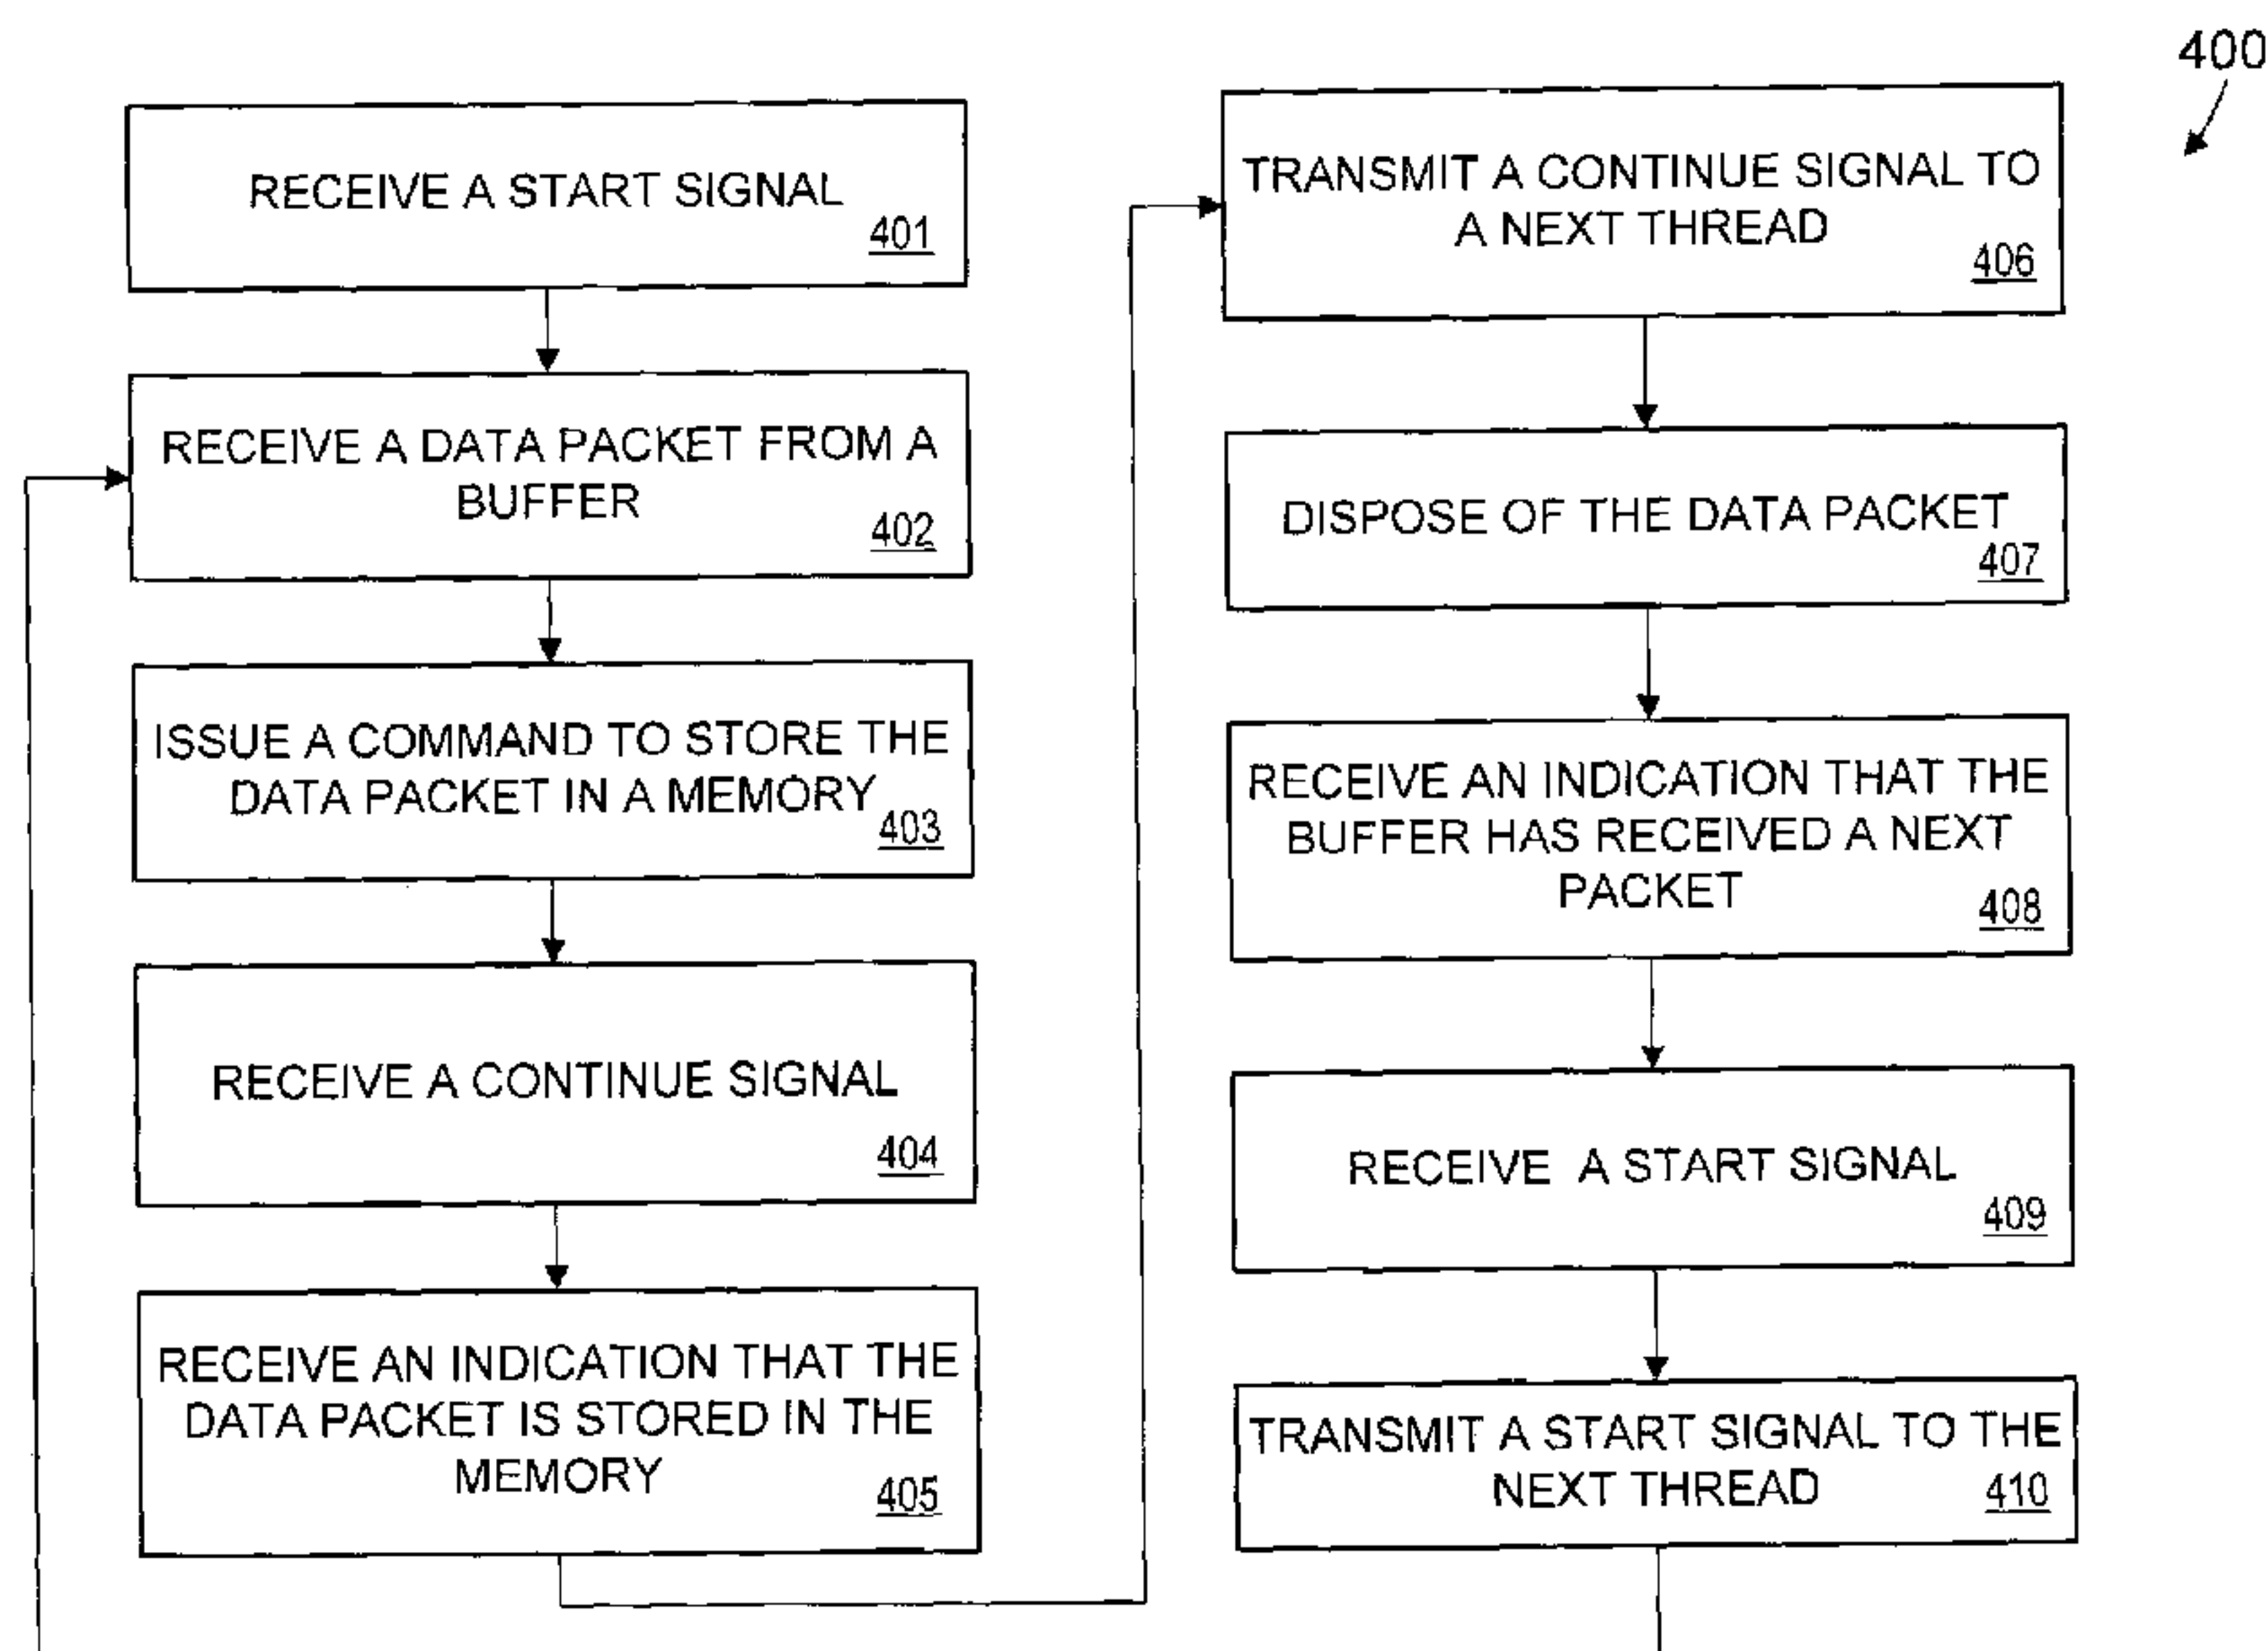 400
RECEIVE A START SIGNAL
401
RECEIVE A DATA PACKET FROM A
BUFFER
402
ISSUE A COMMAND TO STORE THE
DATA PACKET IN A MEMORY
403
RECEIVE A CONTINUE SIGNAL
404
RECEIVE AN INDICATION THAT THE
DATA PACKET IS STORED IN THE
MEMORY
405
TRANSMIT A CONTINUE SIGNAL TO
A NEXT THREAD
406
DISPOSE OF THE DATA PACKET
407
RECEIVE AN INDICATION THAT THE
BUFFER HAS RECEIVED A NEXT
PACKET
408
RECEIVE A START SIGNAL
409
TRANSMIT A START SIGNAL TO THE
NEXT THREAD
410